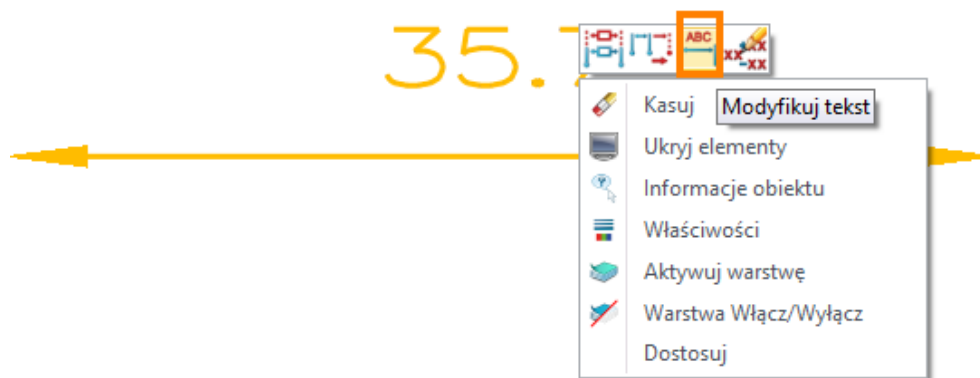 35.7
ABC
xx xx
-xx
Kasuj
Modyfikuj tekst
Ukryj elementy
Informacje obiektu
Właściwości
Aktywuj warstwę
Warstwa Włącz/Wyłącz
Dostosuj